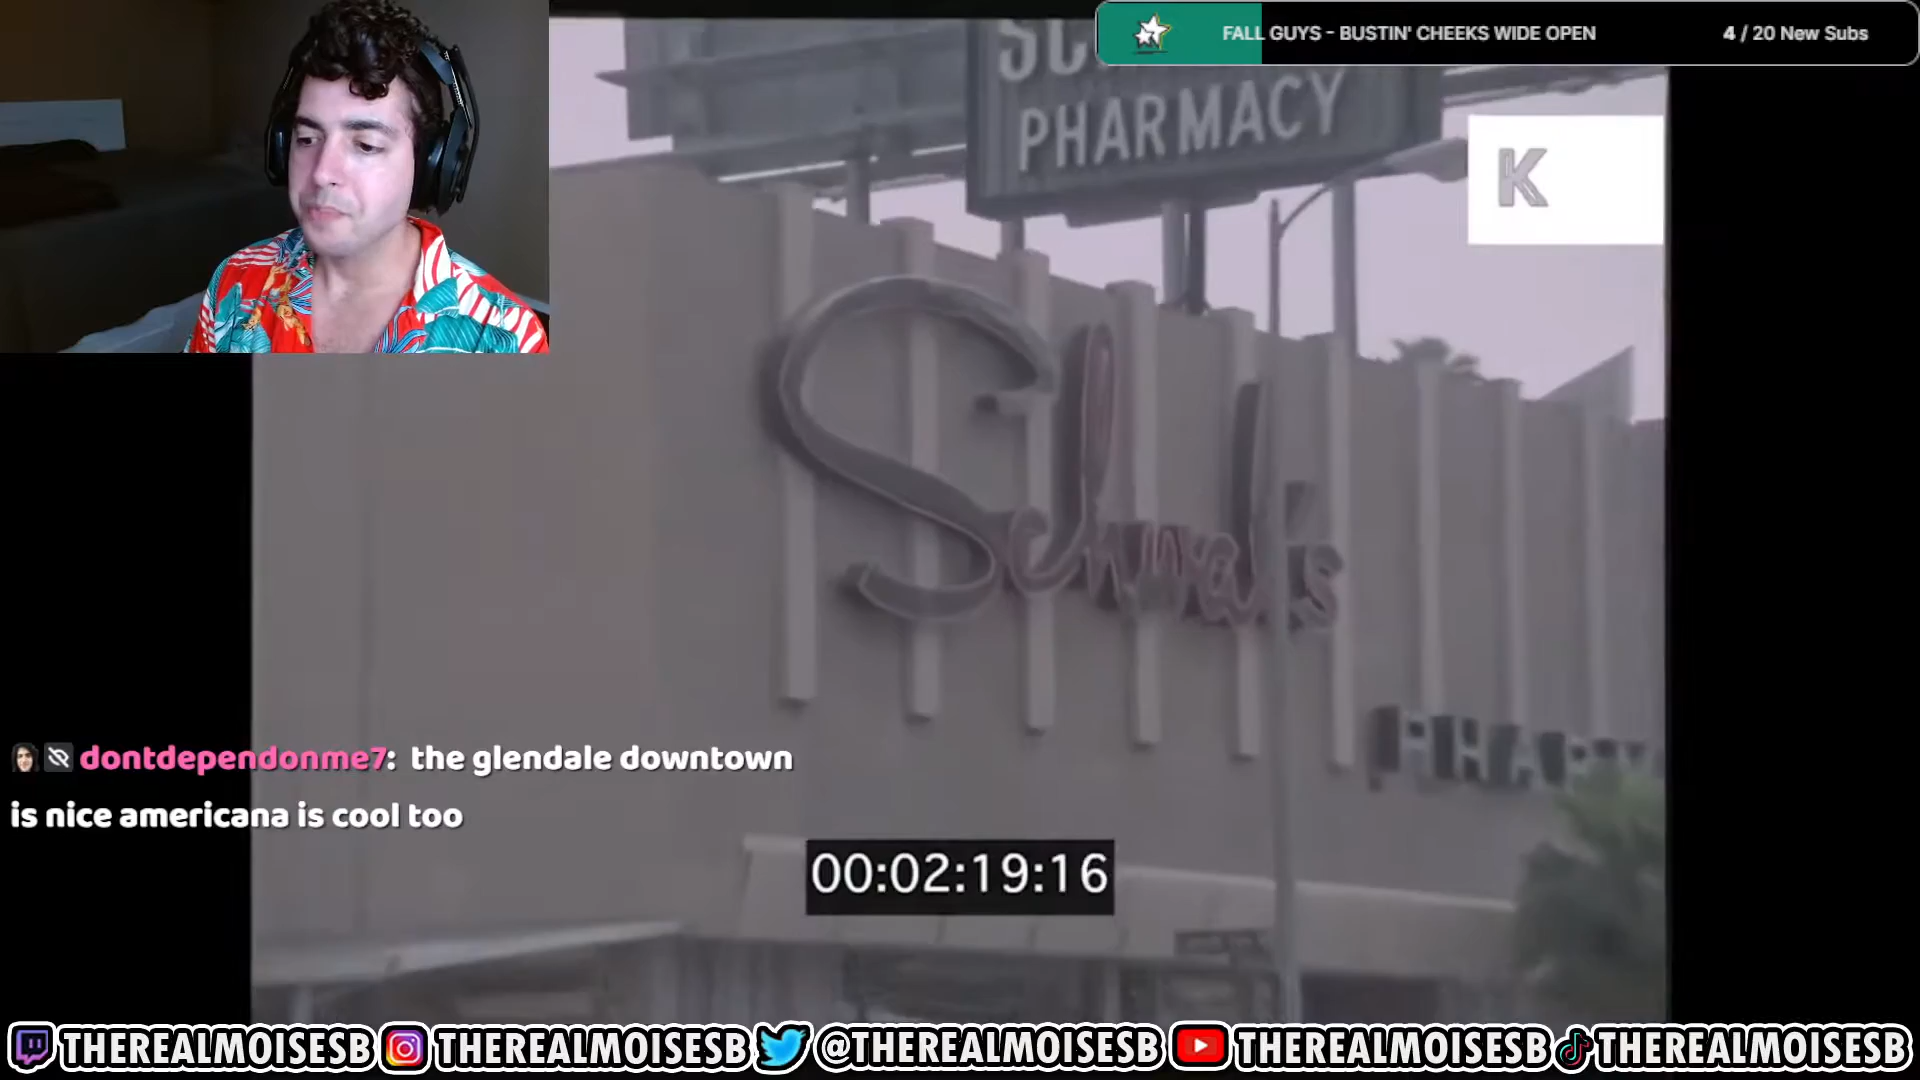 FALL GUYS - BUSTIN' CHEEKS WIDE OPEN
4 / 20 New Subs
PHARMACY
K
Schwab's
dontdependonme7: the glendale downtown
is nice americana is cool too
00:02:19:16
THEREALMOISESB THEREALMOISESB @THEREALMOISESB THEREALMOISESB THEREALMOISESB